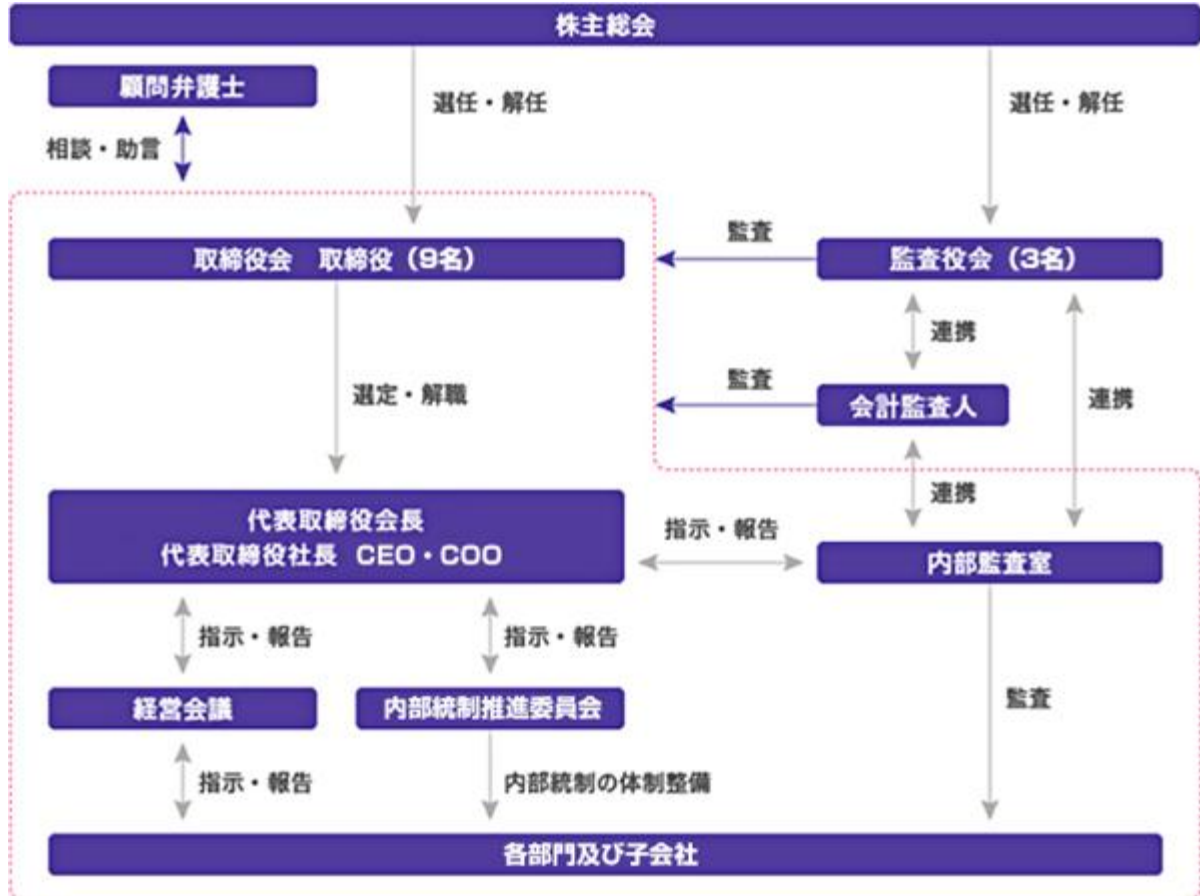 株主総会
顧問弁護士
選任・解任
選任・解任
相談・助言
取締役会　取締役（9名）
監査
監査役会（3名）
連携
選定・解職
監査
会計監査人
連携
連携
代表取締役会長
代表取締役社長 CEO・COO
指示・報告
内部監査室
指示・報告
指示・報告
経営会議
内部統制推進委員会
監査
指示・報告
内部統制の体制整備
各部門及び子会社